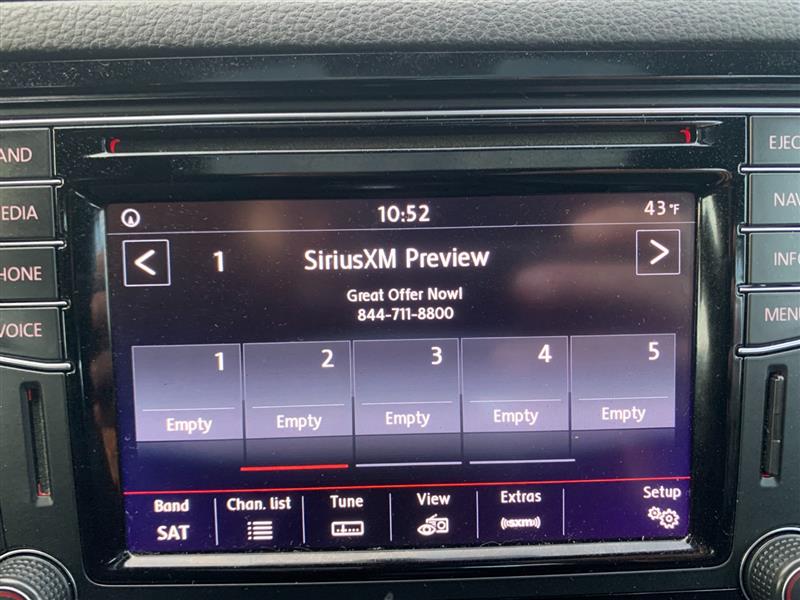 10:52
43°F
1
SiriusXM Preview
Great Offer Now!
844-711-8800
1 2 3 4 5
Empty Empty Empty Empty Empty
Band Chan. list Tune View Extras Setup
SAT
((sxm))
AND
EDIA
HONE
VOICE
EJEC
NAV
INFO
MENU